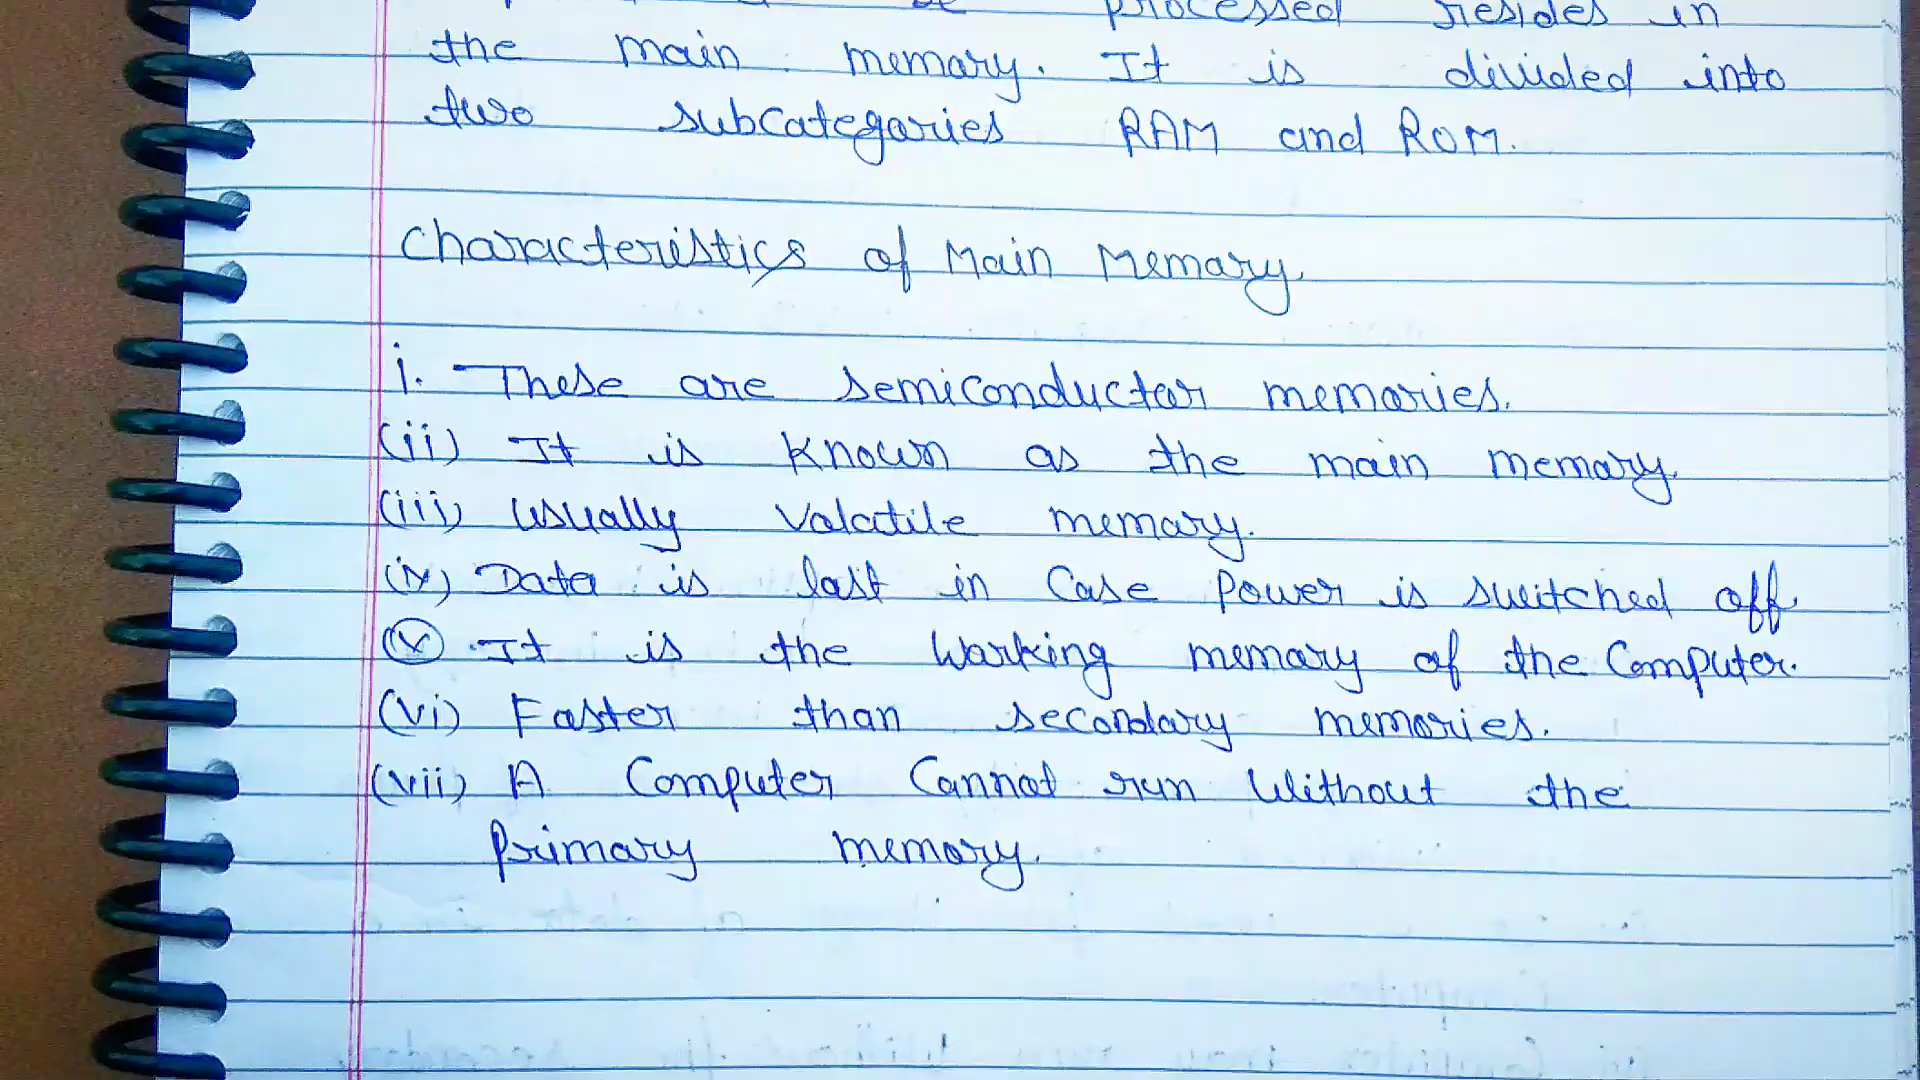 processed resides in
the main memory. It is divided into
two subcategories RAM and ROM.
Characteristics of Main Memory.
i. These are semiconductor memories.
(ii) It is known as the main memory.
(iii) Usually Volatile memory.
(iv) Data is lost in Case Power is switched off
(v) It is the Working memory of the Computer.
(vi) Faster than secondary memories.
(vii) A Computer Cannot run Without the
Primary memory.